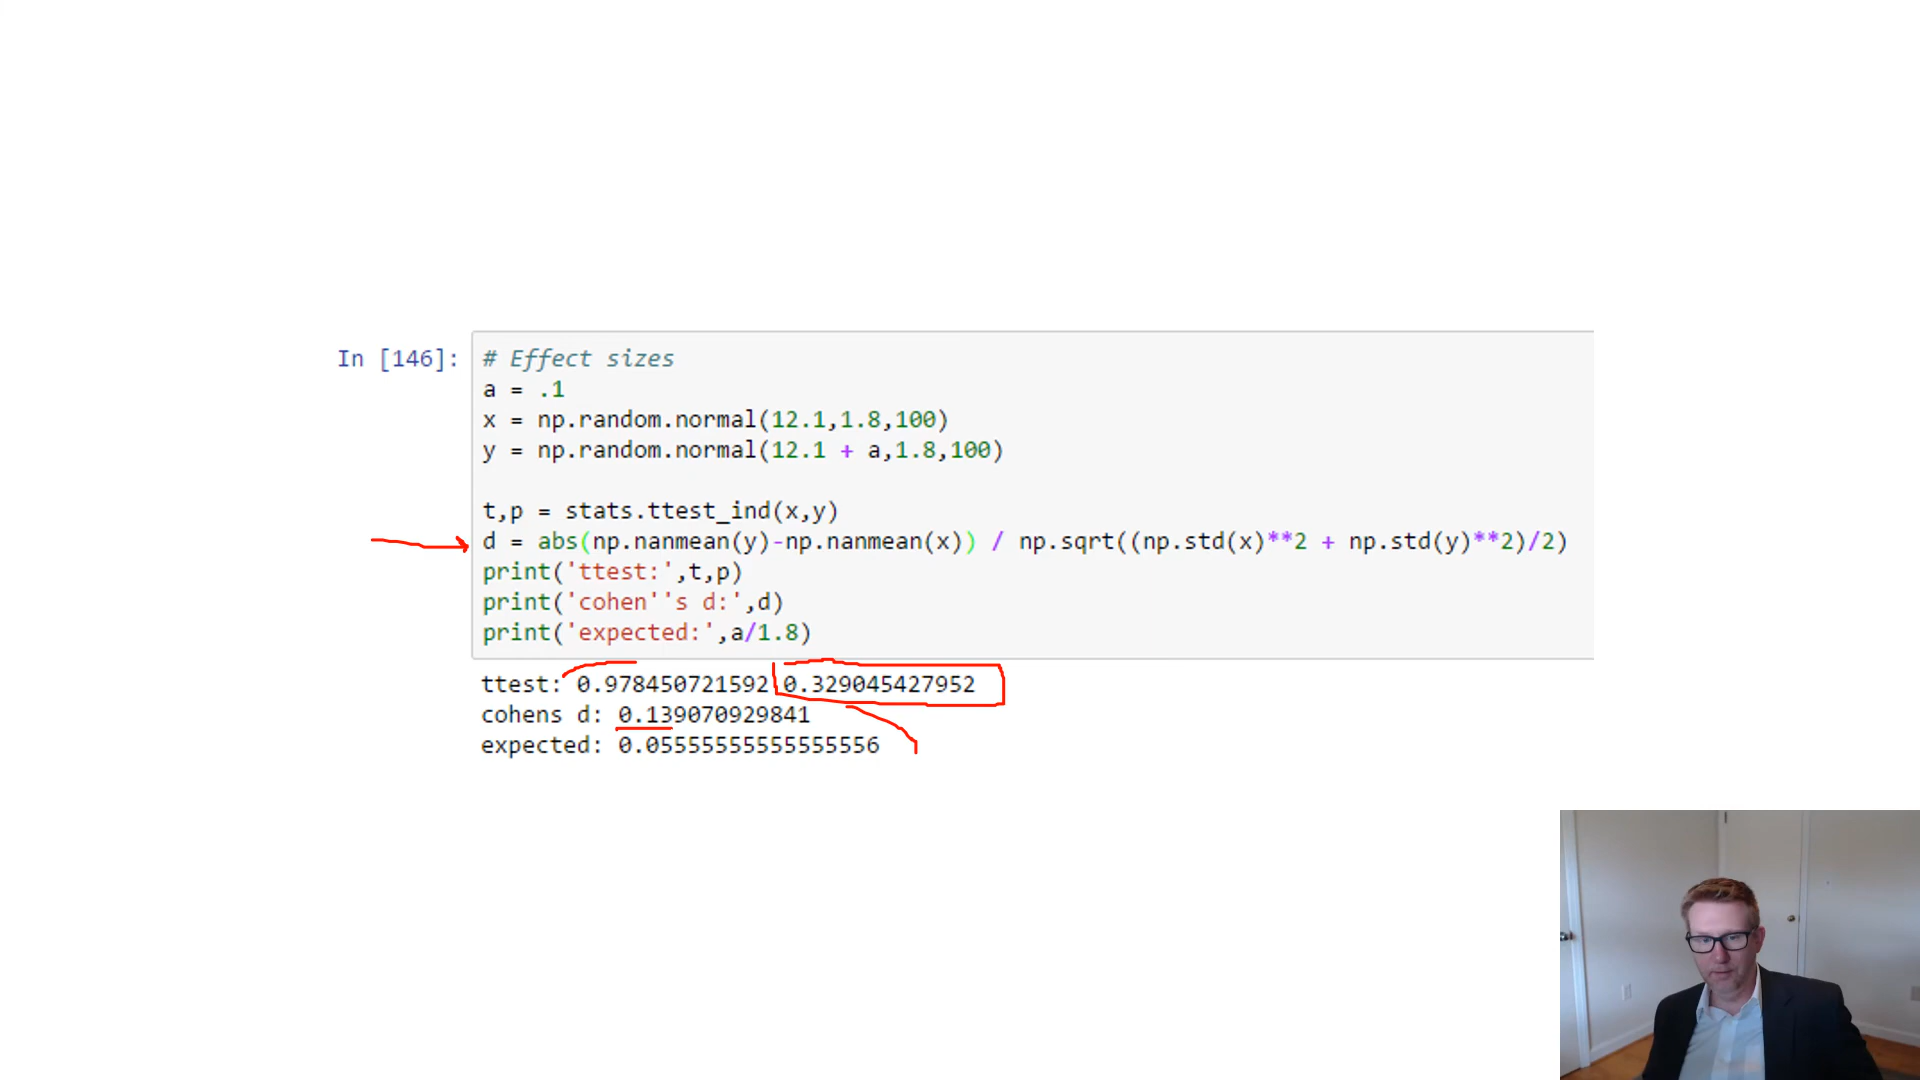 In [146]:
# Effect sizes
a = .1
x = np.random.normal(12.1,1.8,100)
y = np.random.normal(12.1 + a,1.8,100)
t,p = stats.ttest_ind(x,y)
d = abs(np.nanmean(y)-np.nanmean(x)) / np.sqrt((np.std(x)**2 + np.std(y)**2)/2)
print('ttest:',t,p)
print('cohen''s d:',d)
print('expected:',a/1.8)
ttest: 0.978450721592 0.329045427952
cohens d: 0.139070929841
expected: 0.05555555555555556